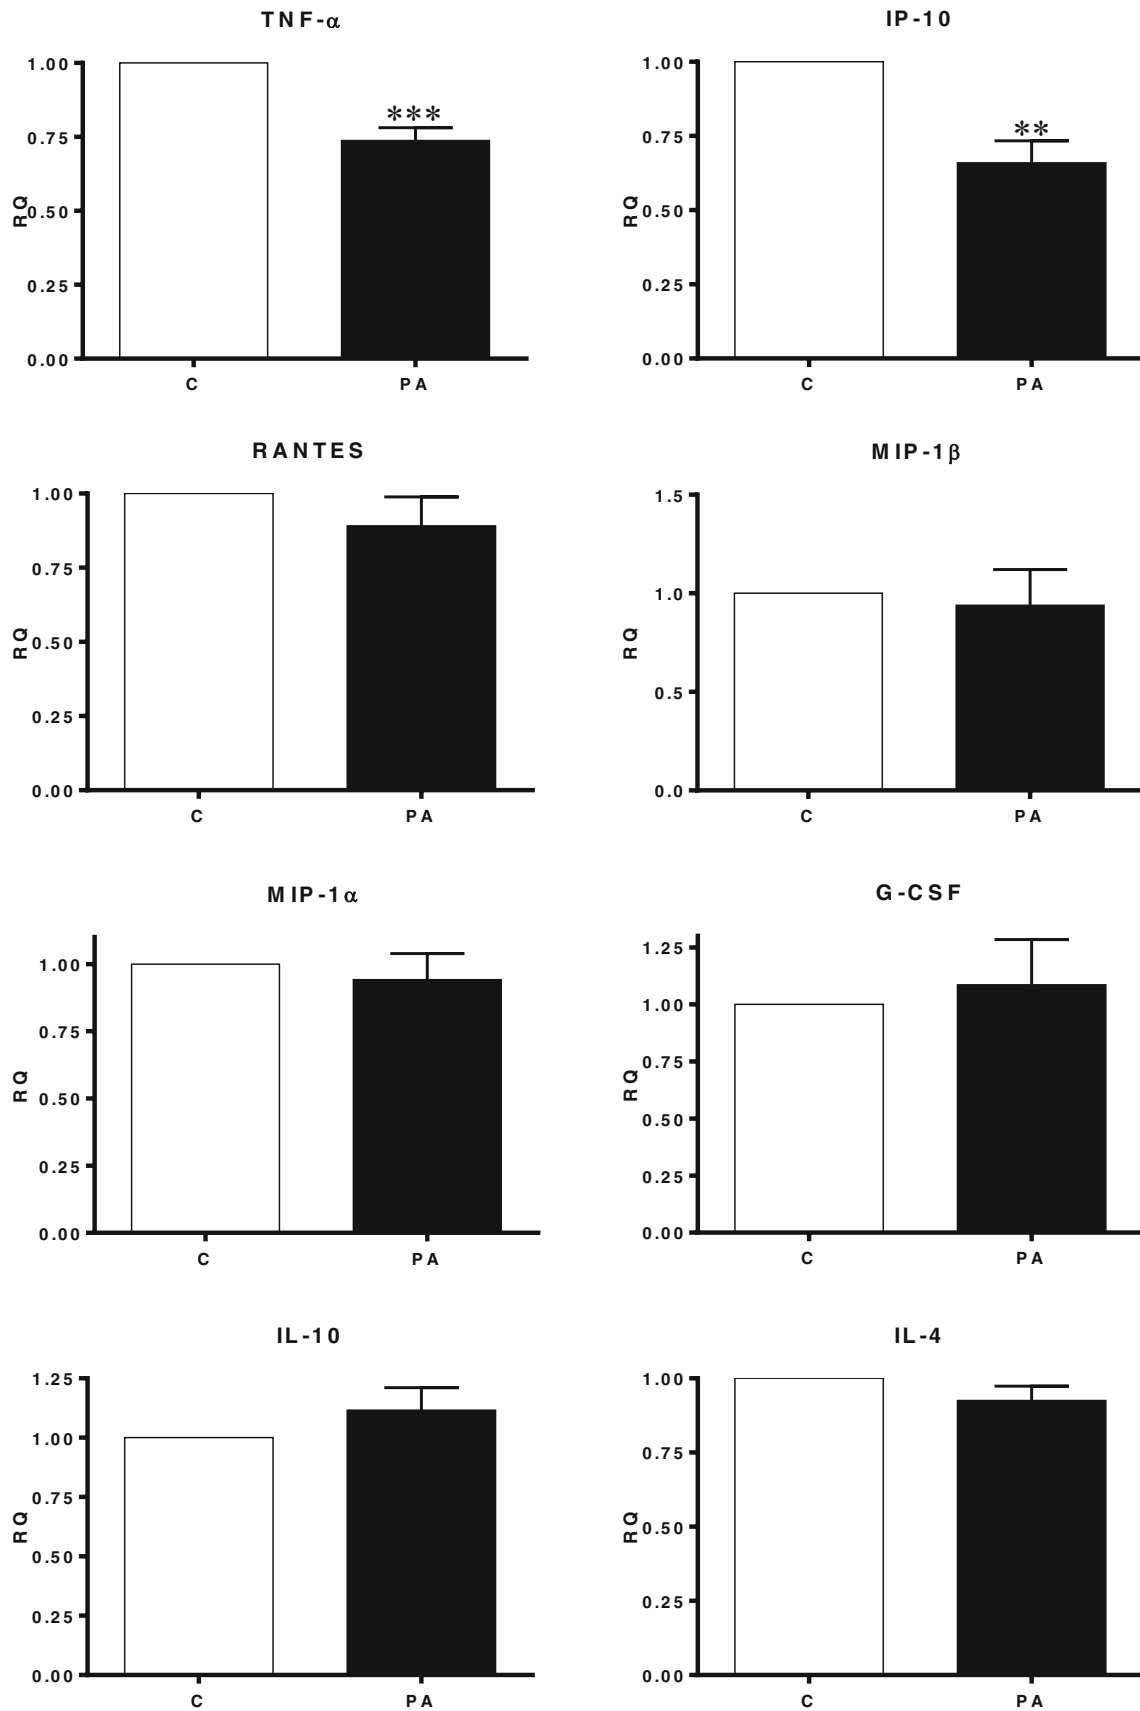 TNF-α
1.00
0.75
0.50
0.25
0.00
RQ
***
C
PA
IP-10
1.00
0.75
0.50
0.25
0.00
RQ
**
C
PA
RANTES
1.00
0.75
0.50
0.25
0.00
RQ
C
PA
MIP-1β
1.5
1.0
0.5
0.0
RQ
C
PA
MIP-1α
1.00
0.75
0.50
0.25
0.00
RQ
C
PA
G-CSF
1.25
1.00
0.75
0.50
0.25
0.00
RQ
C
PA
IL-10
1.25
1.00
0.75
0.50
0.25
0.00
RQ
C
PA
IL-4
1.00
0.75
0.50
0.25
0.00
RQ
C
PA